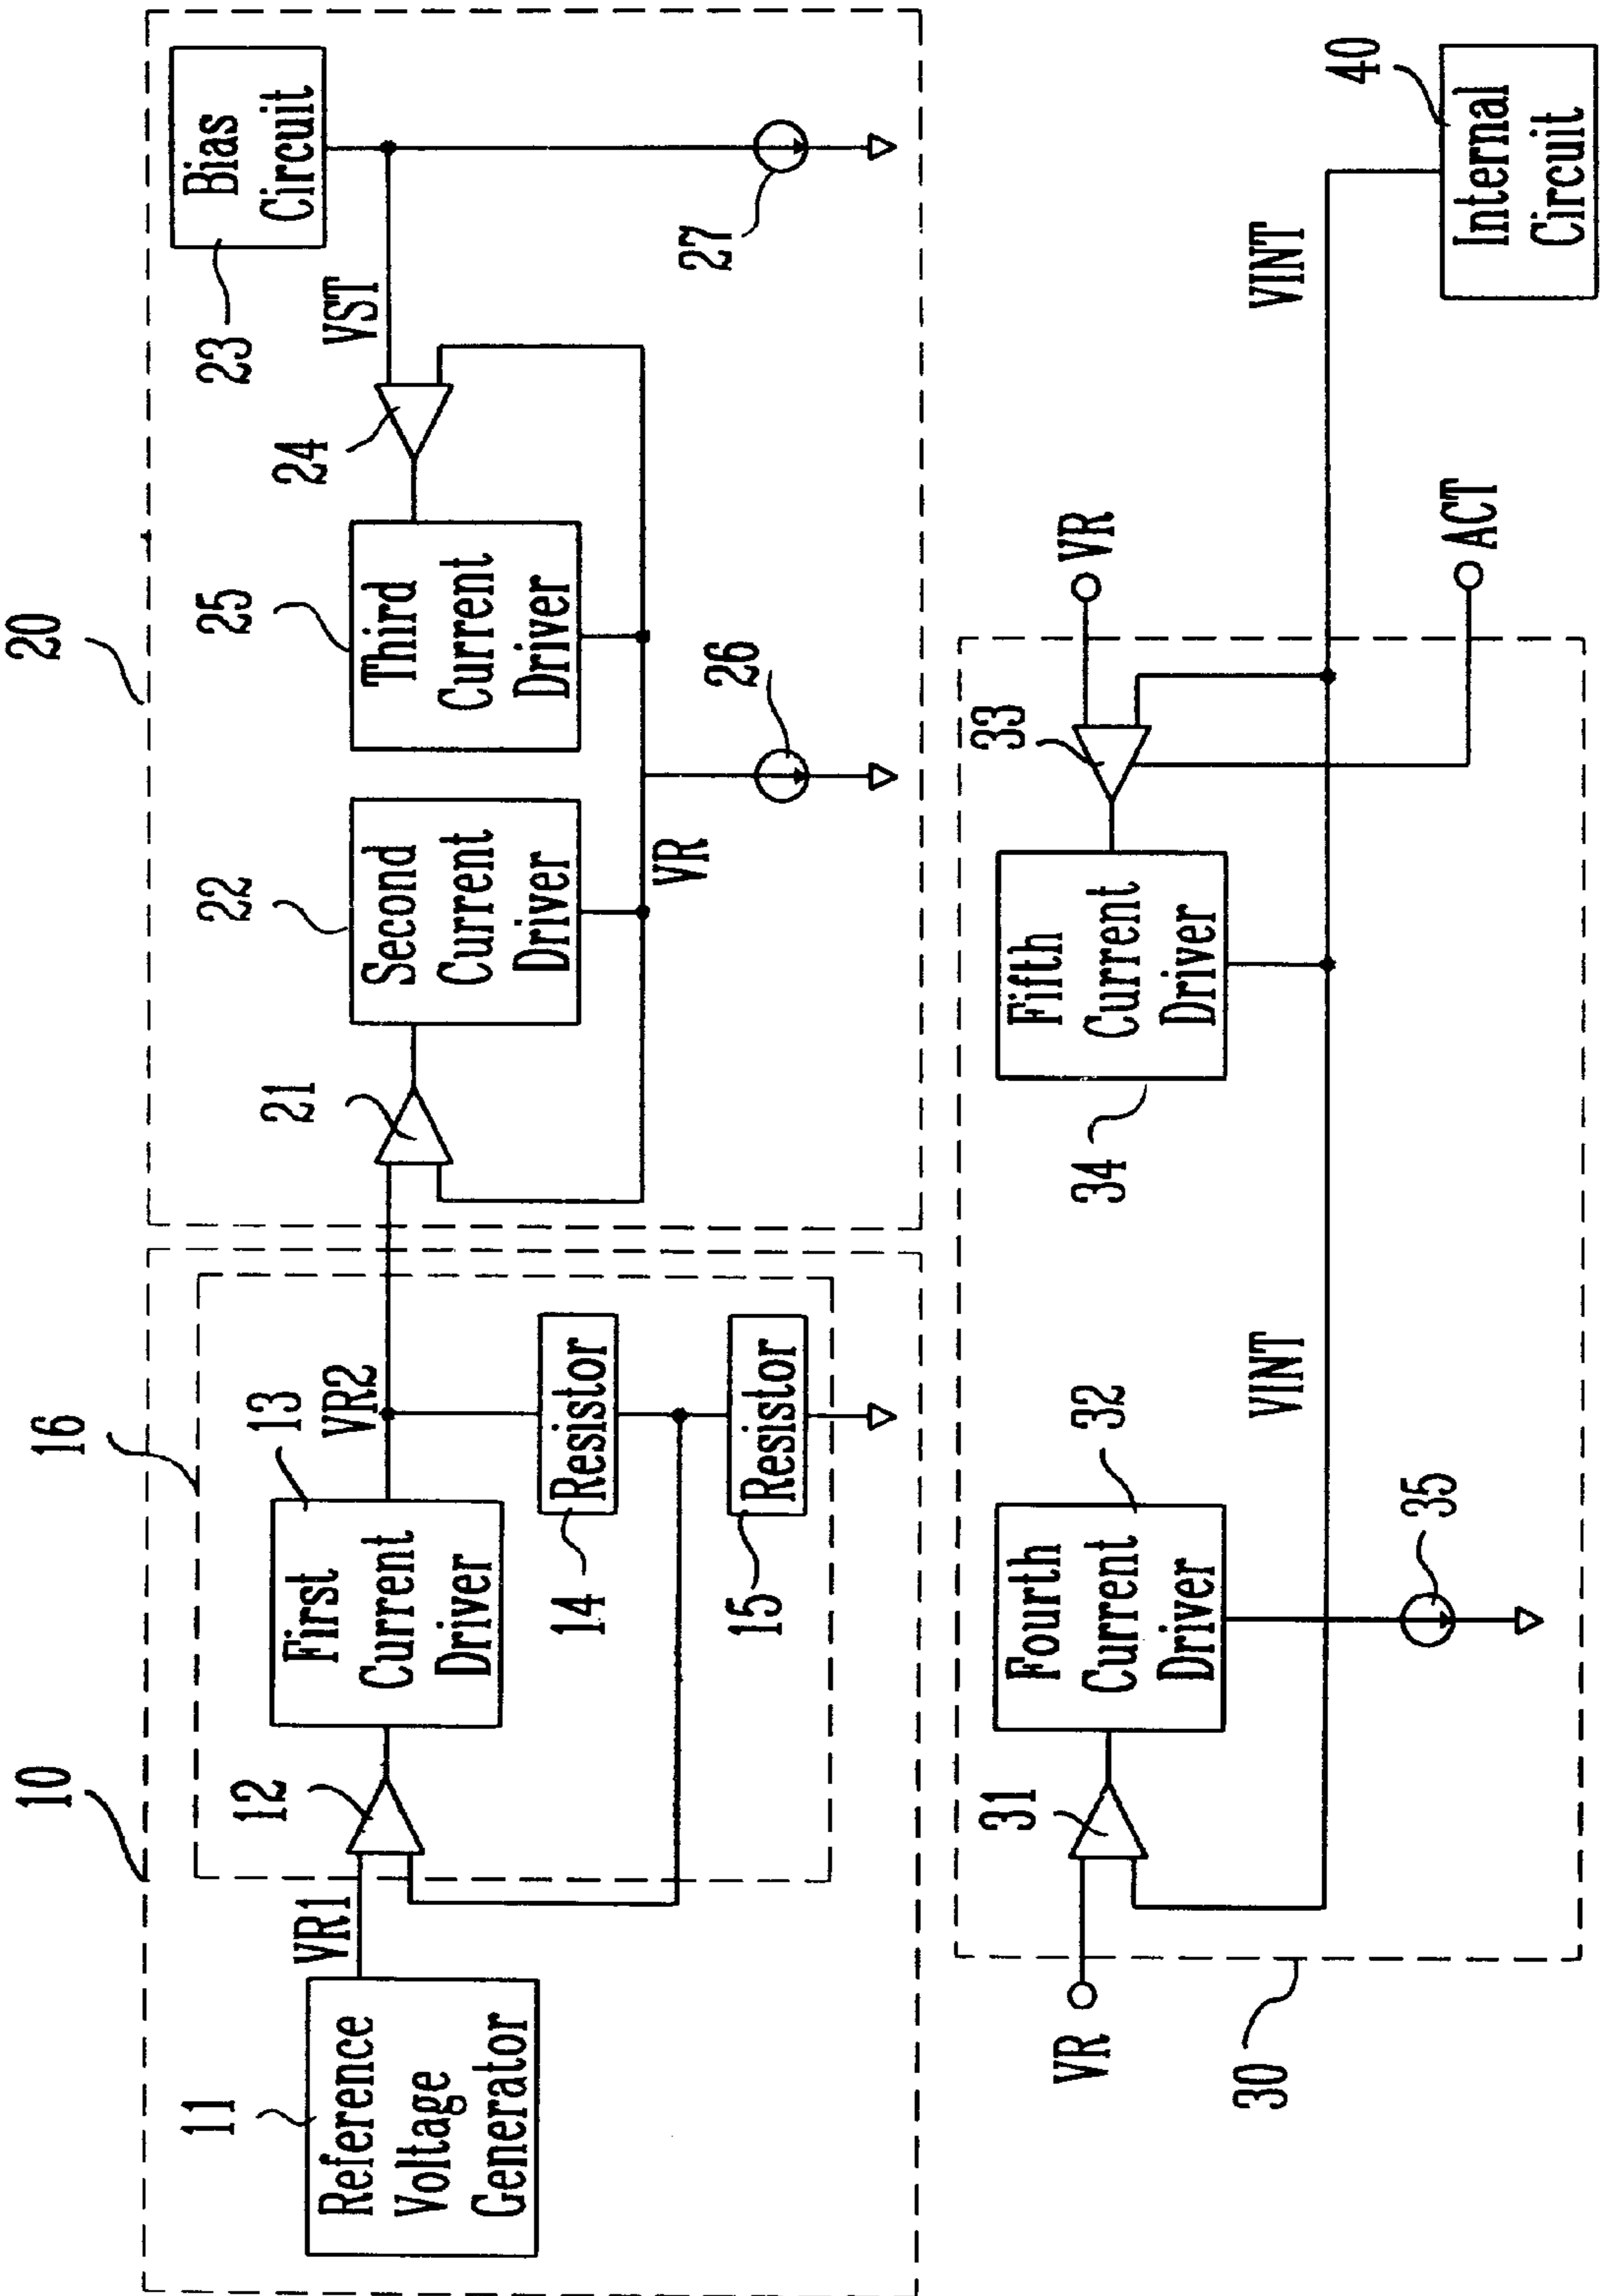 10
16
20
11
Reference
Voltage
Generator
VR1
12
13
First
Current
Driver
VR2
14
Resistor
15
Resistor
21
22
Second
Current
Driver
VR
25
Third
Current
Driver
24
VST
23
Bias
Circuit
26
27
VR
31
32
Fourth
Current
Driver
35
VINT
34
Fifth
Current
Driver
33
VR
ACT
VINT
40
Internal
Circuit
30